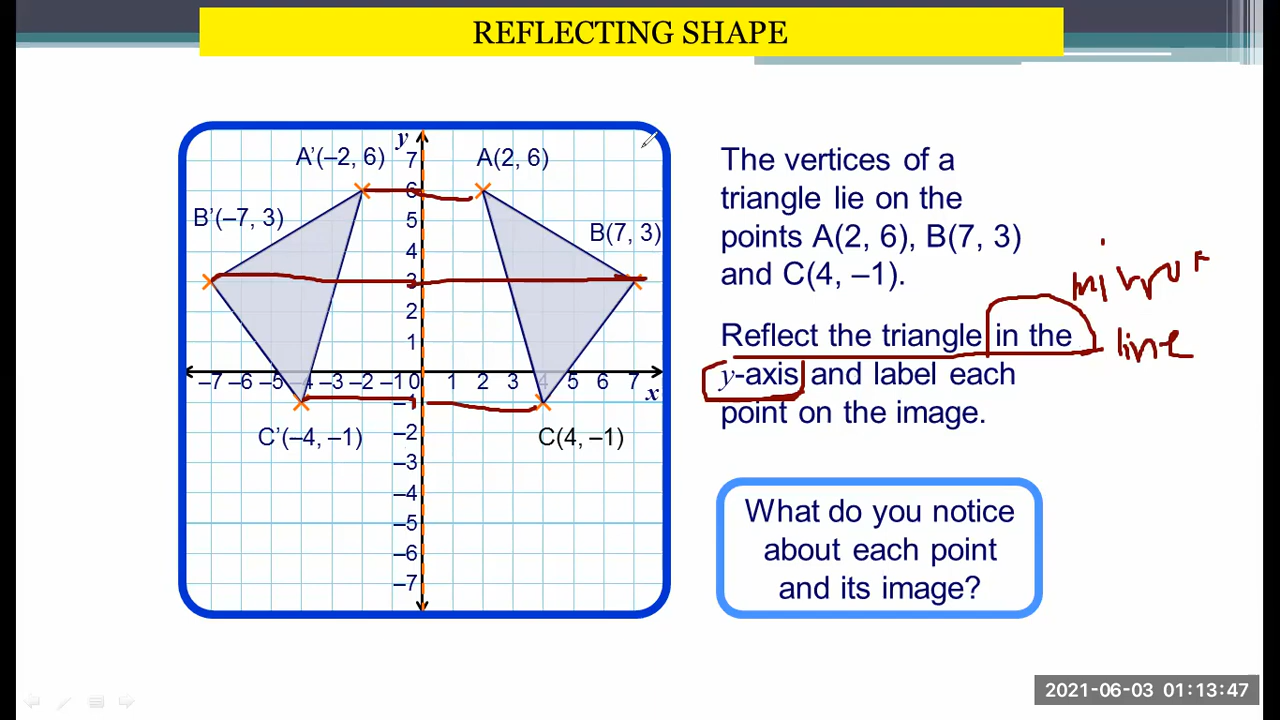 REFLECTING SHAPE
y
A’(–2, 6)
7
A(2, 6)
6
B’(–7, 3)
5
B(7, 3)
4
3
2
1
–7 –6 –5 –4 –3 –2 –1 0 1 2 3 4 5 6 7
x
–1
C’(–4, –1)
–2
C(4, –1)
–3
–4
–5
–6
–7
The vertices of a
triangle lie on the
points A(2, 6), B(7, 3)
and C(4, –1).
mirror
Reflect the triangle in the
line
y-axis and label each
point on the image.
What do you notice
about each point
and its image?
2021-06-03 01:13:47